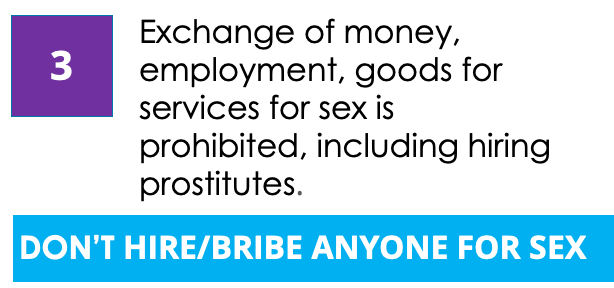 3
Exchange of money,
employment, goods for
services for sex is
prohibited, including hiring
prostitutes.
DON'T HIRE/BRIBE ANYONE FOR SEX